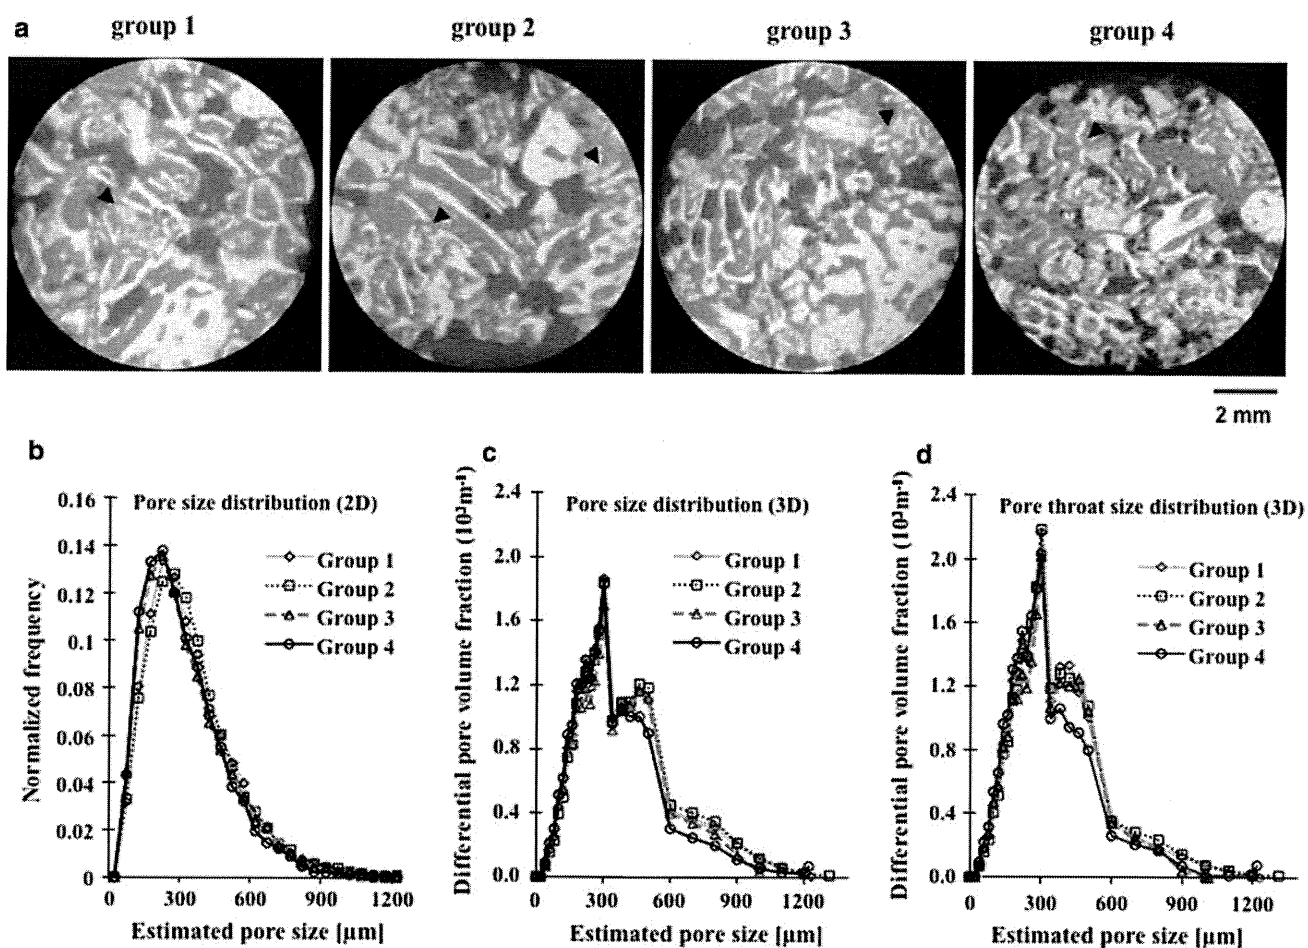 a
group 1
group 2
group 3
group 4
2 mm
b
Pore size distribution (2D)
Normalized frequency
0.16
0.14
0.12
0.1
0.08
0.06
0.04
0.02
0
Group 1
Group 2
Group 3
Group 4
0
300
600
900
1200
Estimated pore size [µm]
c
Pore size distribution (3D)
Differential pore volume fraction (10³m⁻¹)
2.4
2.0
1.6
1.2
0.8
0.4
0.0
Group 1
Group 2
Group 3
Group 4
0
300
600
900
1200
Estimated pore size [µm]
d
Pore throat size distribution (3D)
Differential pore volume fraction (10³m⁻¹)
2.4
2.0
1.6
1.2
0.8
0.4
0.0
Group 1
Group 2
Group 3
Group 4
0
300
600
900
1200
Estimated pore size [µm]